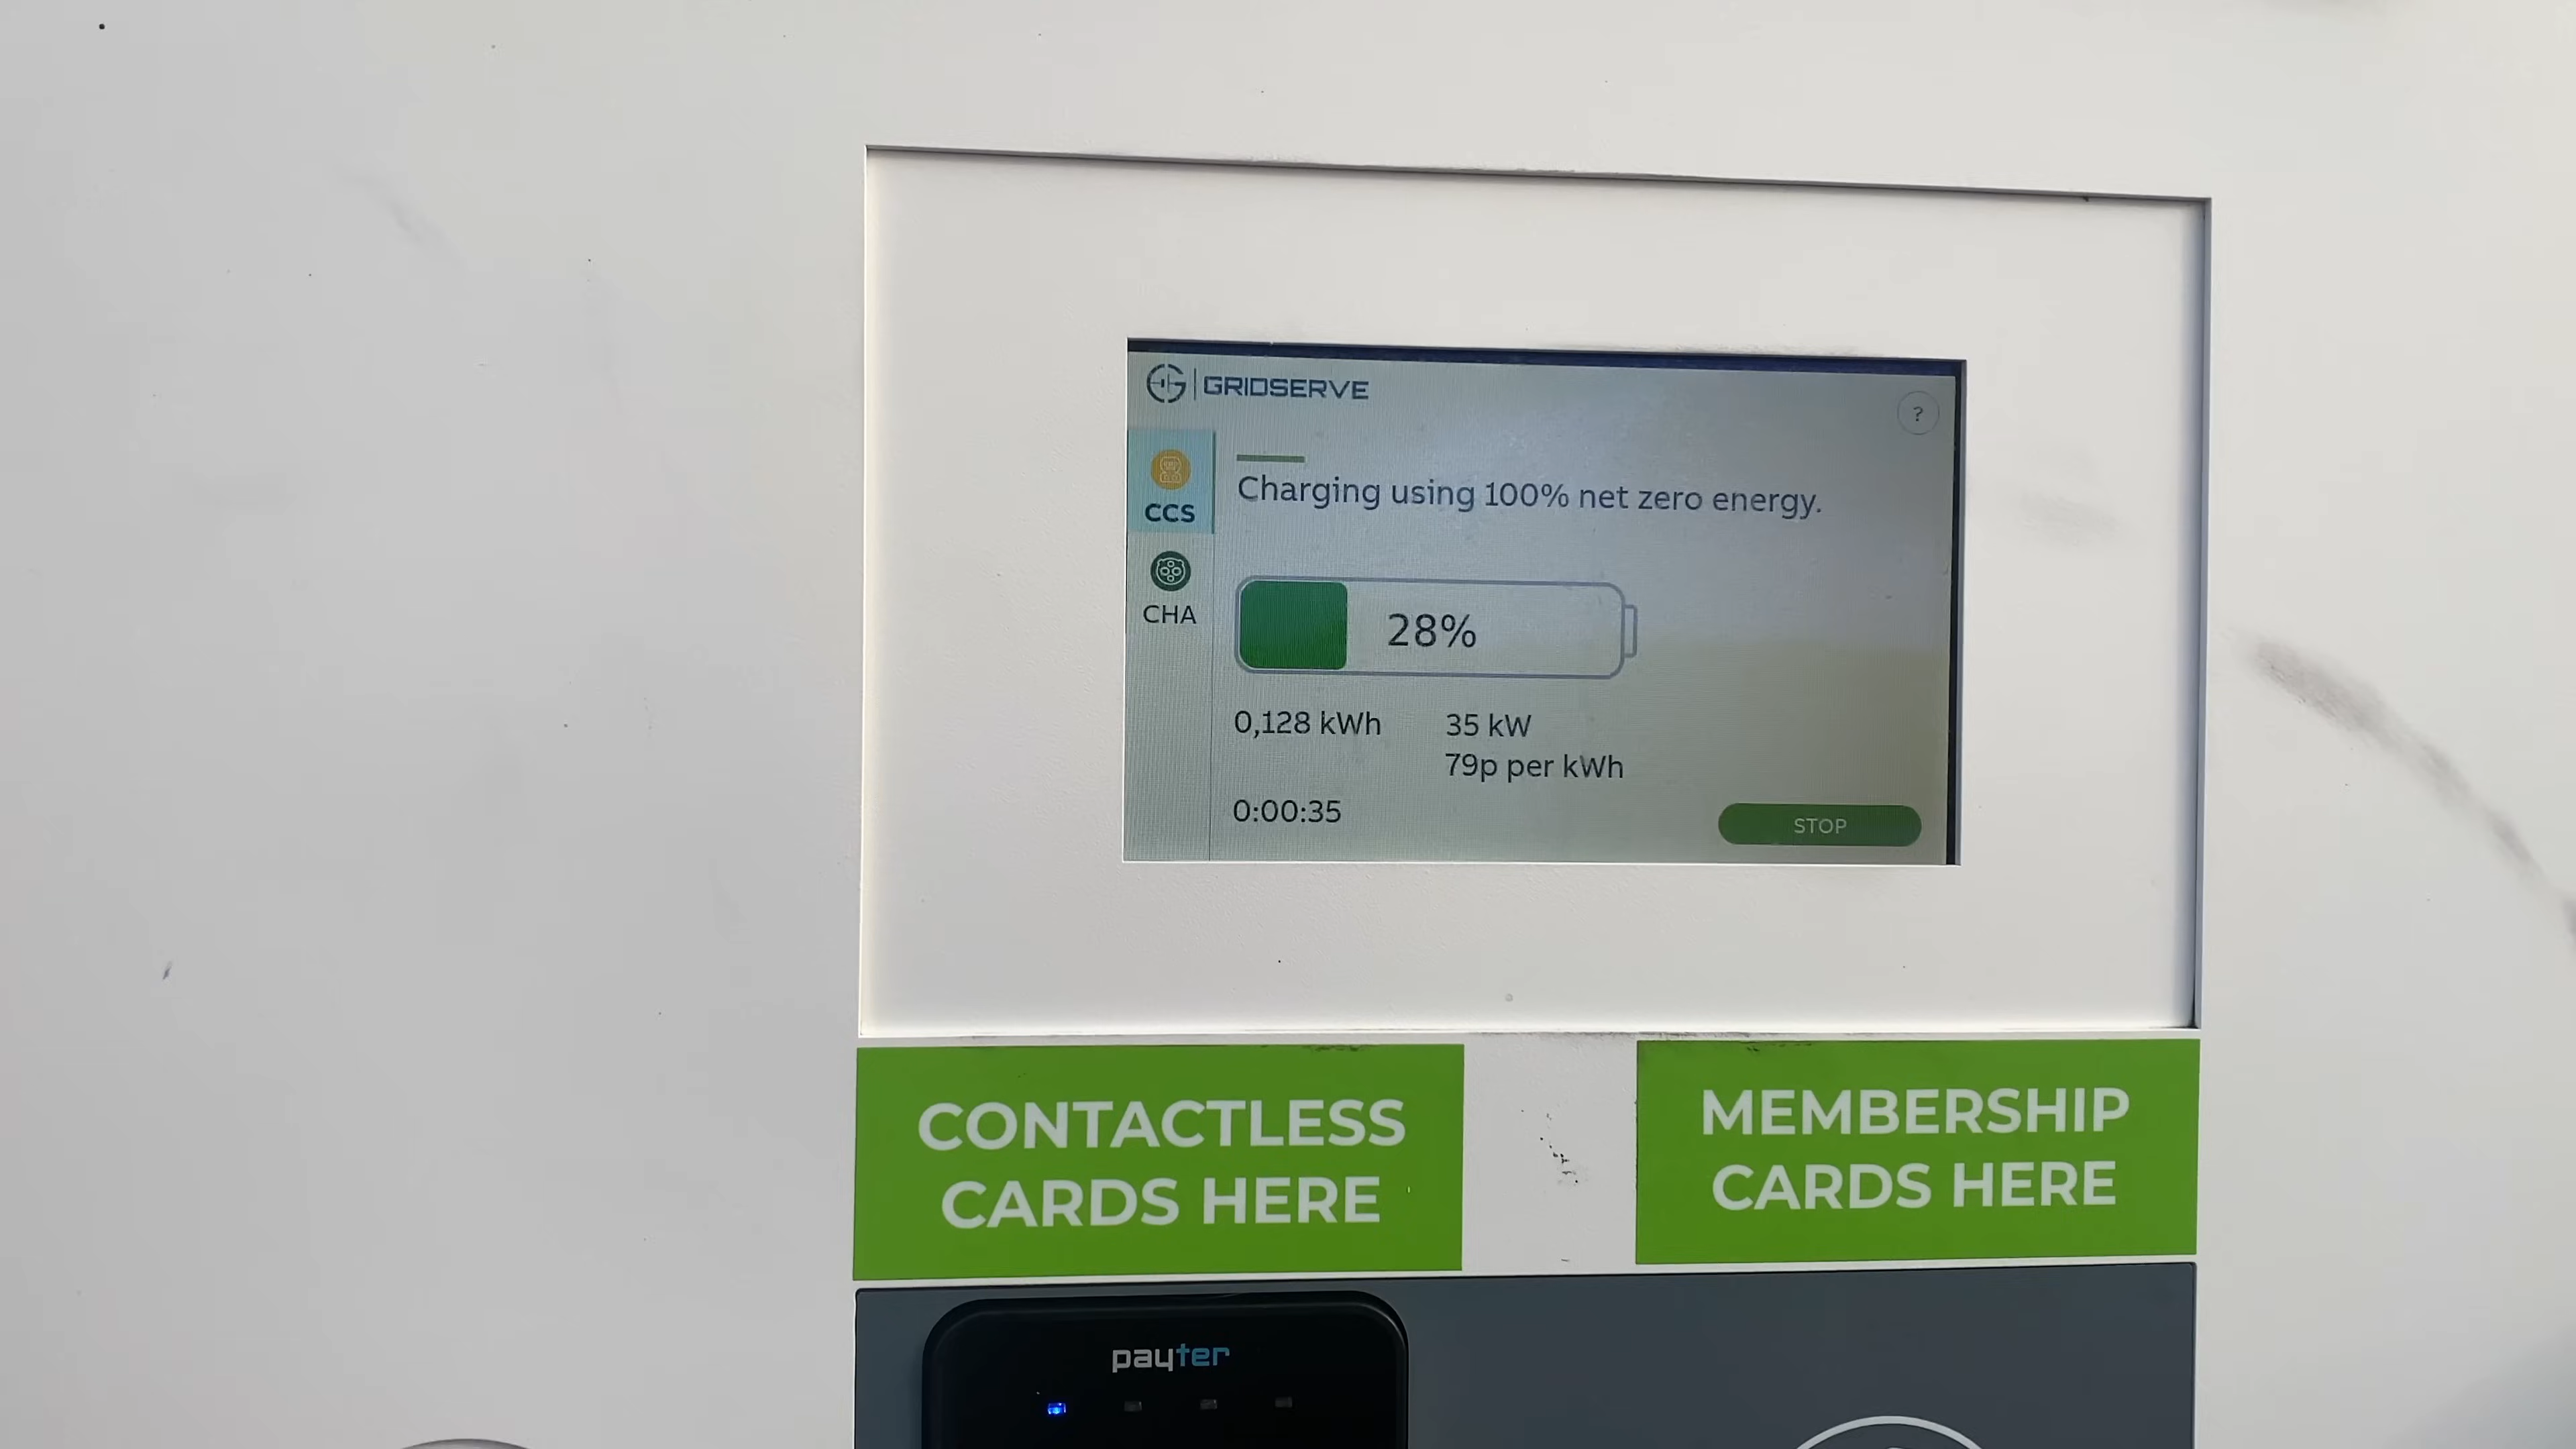 GRIDSERVE
?
CCS
CHA
Charging using 100% net zero energy.
28%
0,128 kWh
35 kW
79p per kWh
0:00:35
STOP
CONTACTLESS
CARDS HERE
MEMBERSHIP
CARDS HERE
payter